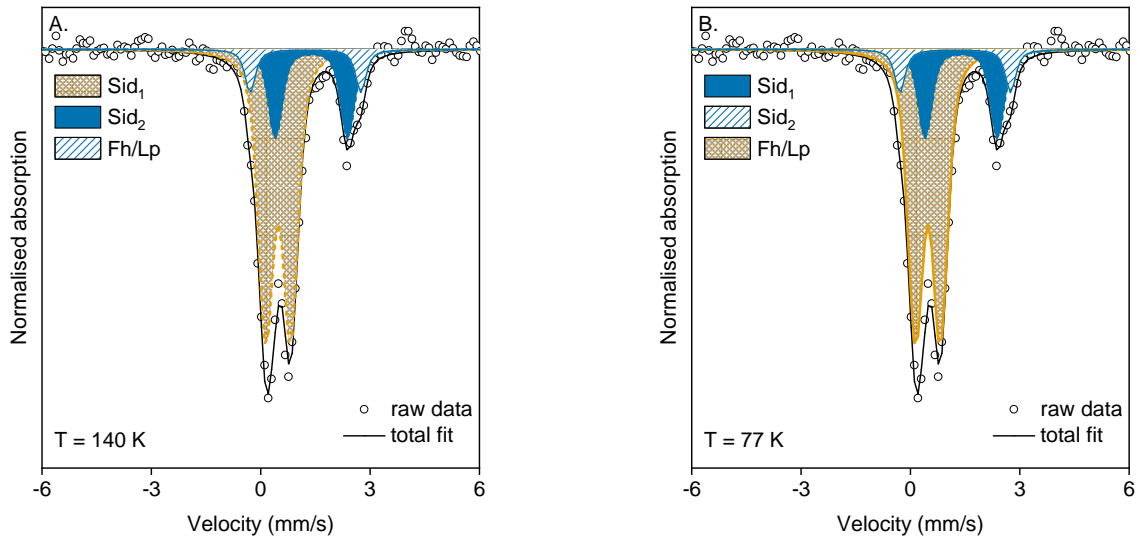 A.
Sid₁
Sid₂
Fh/Lp
raw data
total fit
T = 140 K
-6 -3 0 3 6
Velocity (mm/s)
Normalised absorption
B.
Sid₁
Sid₂
Fh/Lp
raw data
total fit
T = 77 K
-6 -3 0 3 6
Velocity (mm/s)
Normalised absorption